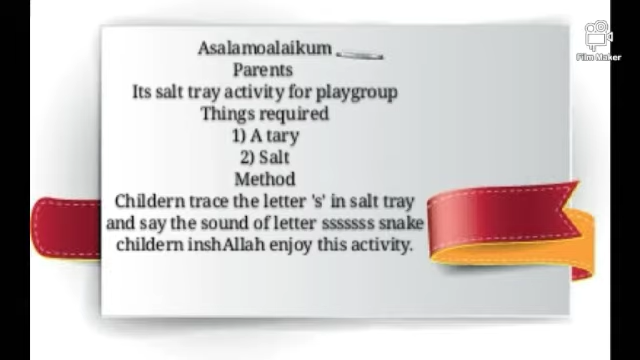 Asalamoalaikum
Parents
Its salt tray activity for playgroup
Things required
1) A tary
2) Salt
Method
Childern trace the letter 's' in salt tray
and say the sound of letter sssssss snake
childern inshAllah enjoy this activity.
Film Maker